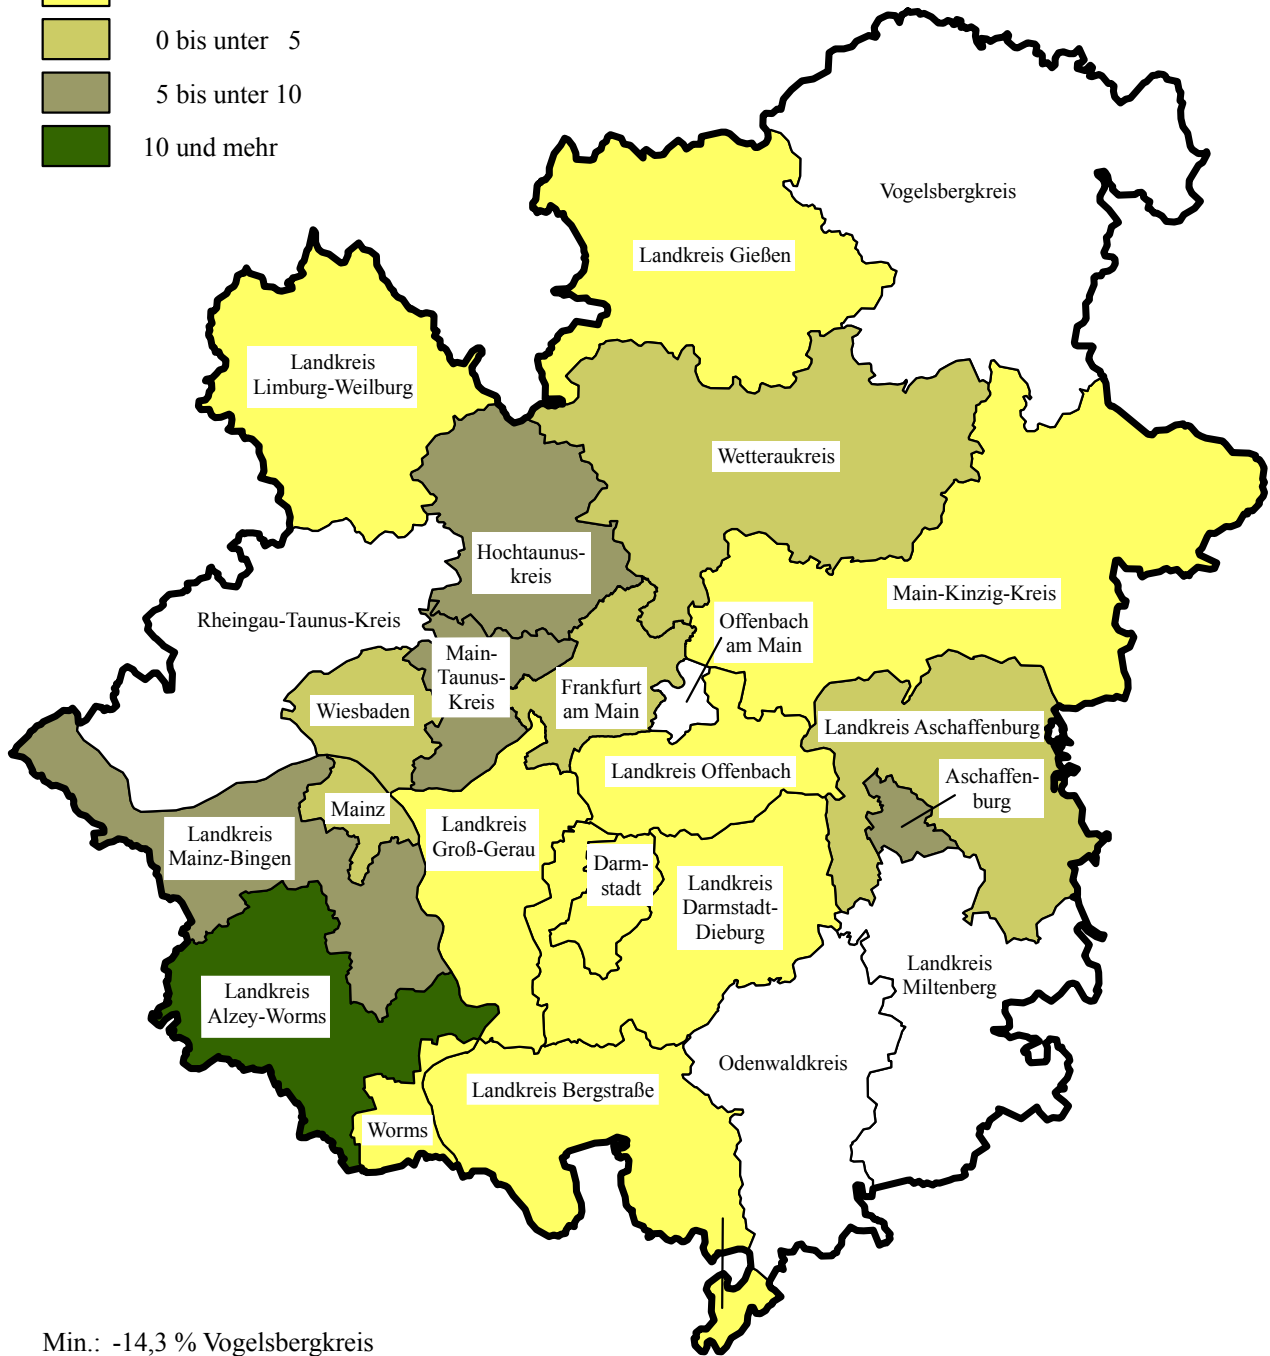 0 bis unter 5
5 bis unter 10
10 und mehr
Vogelsbergkreis
Landkreis Gießen
Landkreis
Limburg-Weilburg
Wetteraukreis
Hochtaunus-
kreis
Main-Kinzig-Kreis
Rheingau-Taunus-Kreis
Offenbach
am Main
Main-
Taunus-
Kreis
Frankfurt
am Main
Wiesbaden
Landkreis Aschaffenburg
Landkreis Offenbach
Aschaffen-
burg
Mainz
Landkreis
Mainz-Bingen
Landkreis
Groß-Gerau
Darm-
stadt
Landkreis
Darmstadt-
Dieburg
Landkreis
Miltenberg
Landkreis
Alzey-Worms
Odenwaldkreis
Landkreis Bergstraße
Worms
Min.: -14,3 % Vogelsbergkreis